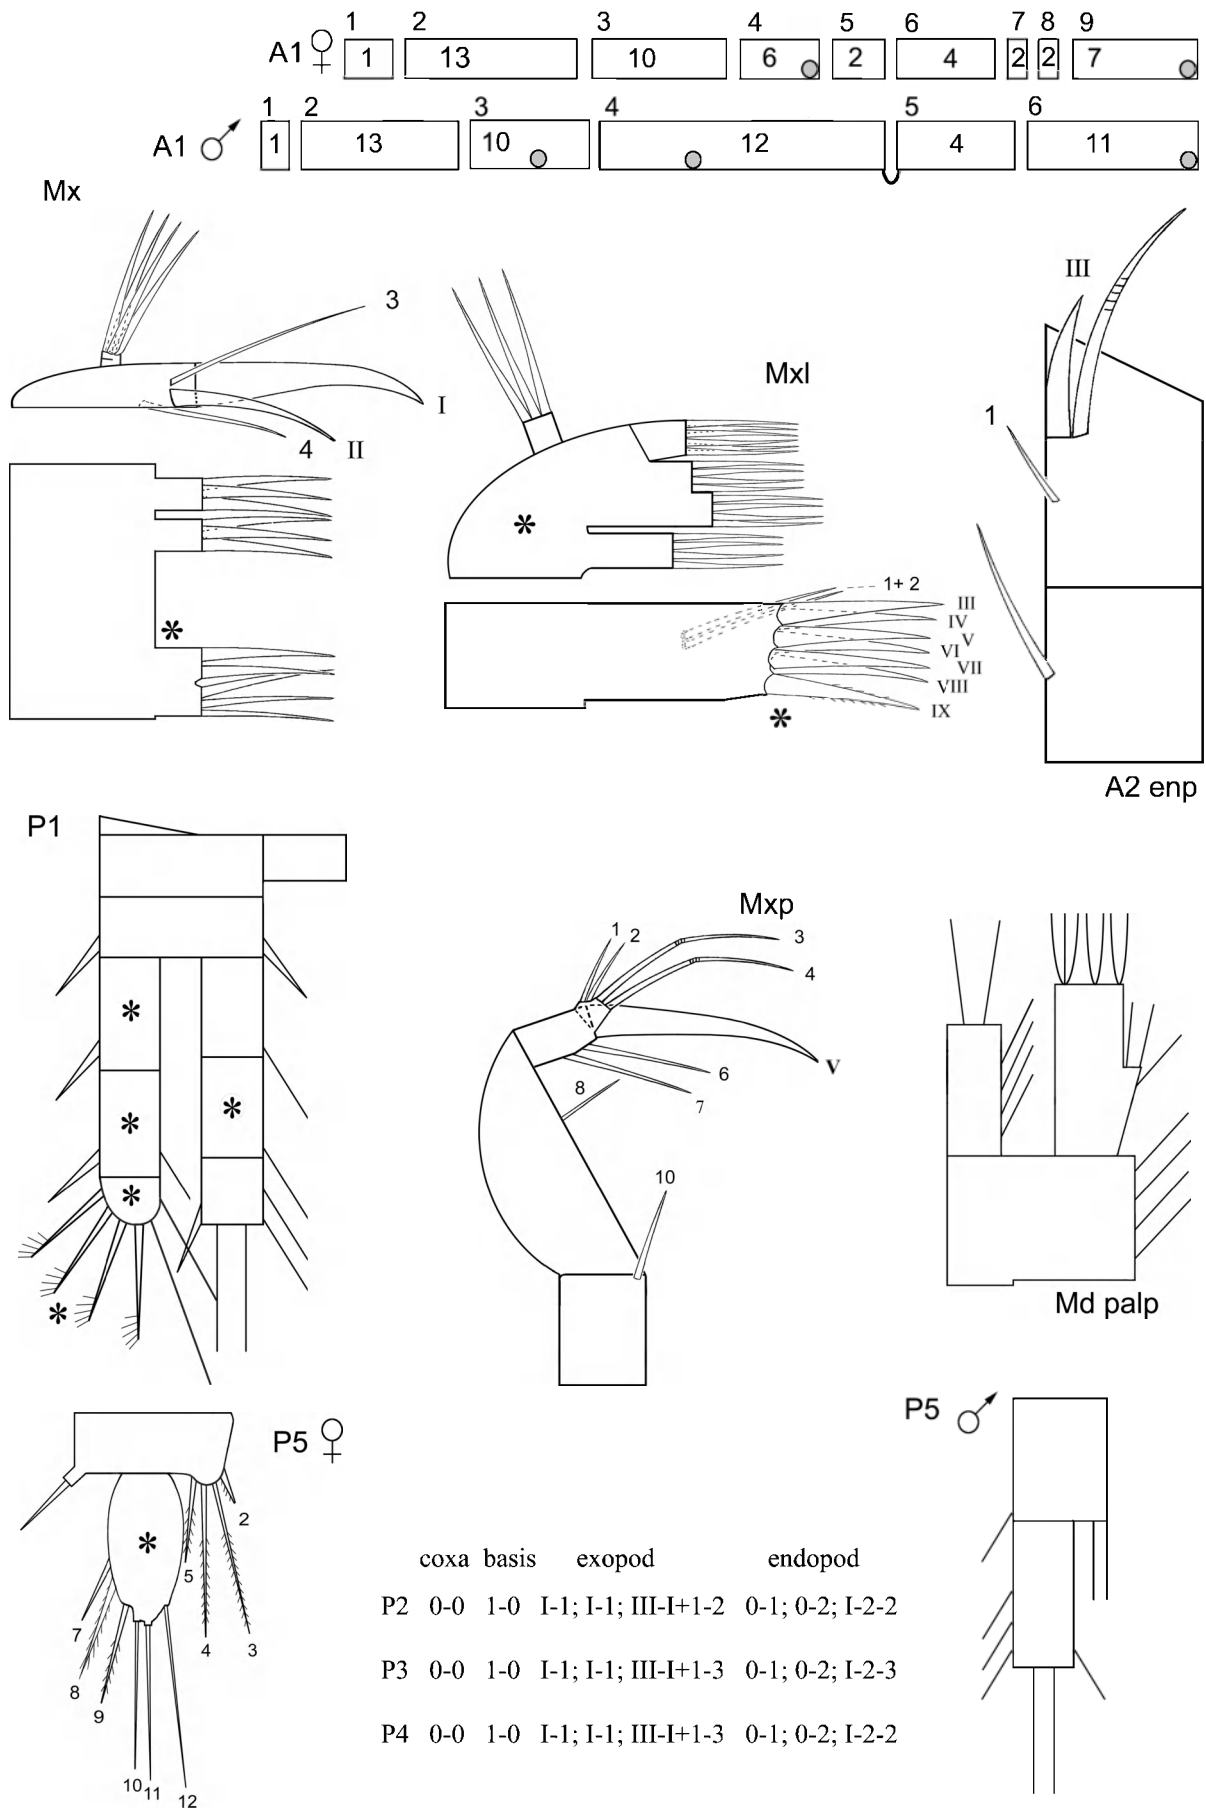 1 2 3 4 5 6 7 8 9
A1 ♀ 1 13 10 6 2 4 2 2 7
1 2 3 4 5 6
A1 ♂ 1 13 10 12 4 11
Mx
3
I
4 II
*
Mxl
*
1+ 2
III
IV
V
VI
VII
VIII
IX
*
III
1
A2 enp
P1
*
*
*
*
*
Mxp
1 2
3
4
V
6
7
8
10
Md palp
P5 ♀
*
2
3
4
5
7
8
9
10 11 12
P5 ♂
coxa basis exopod endopod
P2 0-0 1-0 I-1; I-1; III-I+1-2 0-1; 0-2; I-2-2
P3 0-0 1-0 I-1; I-1; III-I+1-3 0-1; 0-2; I-2-3
P4 0-0 1-0 I-1; I-1; III-I+1-3 0-1; 0-2; I-2-2